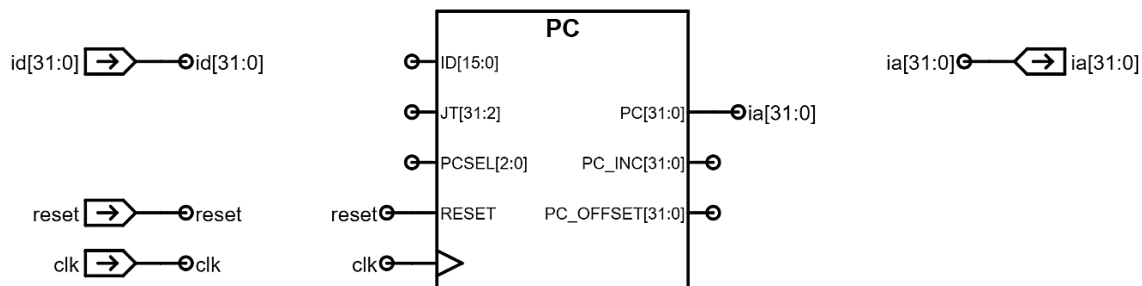 PC
id[31:0] id[31:0] ID[15:0] ia[31:0] ia[31:0]
JT[31:2] PC[31:0] ia[31:0]
PCSEL[2:0] PC_INC[31:0]
reset reset reset RESET PC_OFFSET[31:0]
clk clk clk